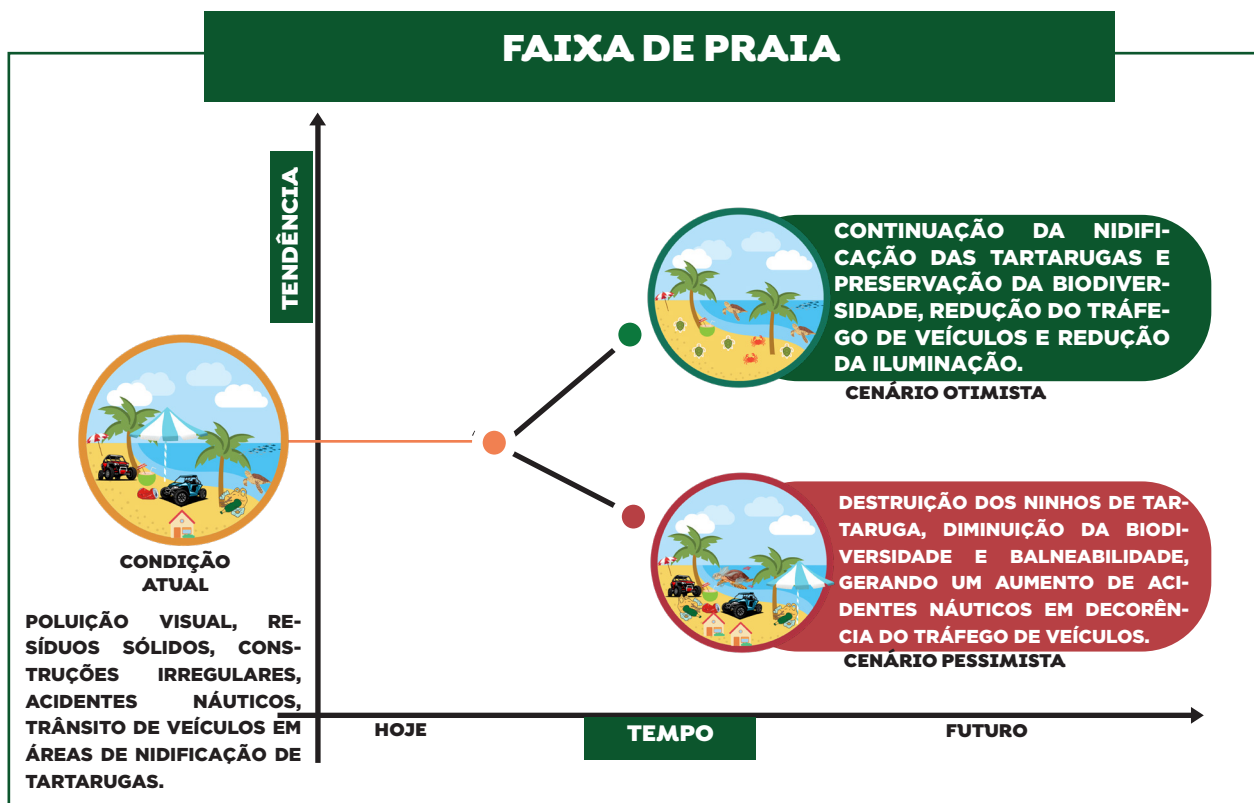 FAIXA DE PRAIA
TENDÊNCIA
CONTINUAÇÃO DA NIDIFI-
CAÇÃO DAS TARTARUGAS E
PRESERVAÇÃO DA BIODIVER-
SIDADE, REDUÇÃO DO TRÁFE-
GO DE VEÍCULOS E REDUÇÃO
DA ILUMINAÇÃO.
CENÁRIO OTIMISTA
DESTRUIÇÃO DOS NINHOS DE TAR-
TARUGA, DIMINUIÇÃO DA BIODI-
VERSIDADE E BALNEABILIDADE,
GERANDO UM AUMENTO DE ACI-
DENTES NÁUTICOS EM DECORÊN-
CIA DO TRÁFEGO DE VEÍCULOS.
CENÁRIO PESSIMISTA
CONDIÇÃO
ATUAL
POLUIÇÃO VISUAL, RE-
SÍDUOS SÓLIDOS, CONS-
TRUÇÕES IRREGULARES,
ACIDENTES NÁUTICOS,
TRÂNSITO DE VEÍCULOS EM
ÁREAS DE NIDIFICAÇÃO DE
TARTARUGAS.
HOJE
TEMPO
FUTURO